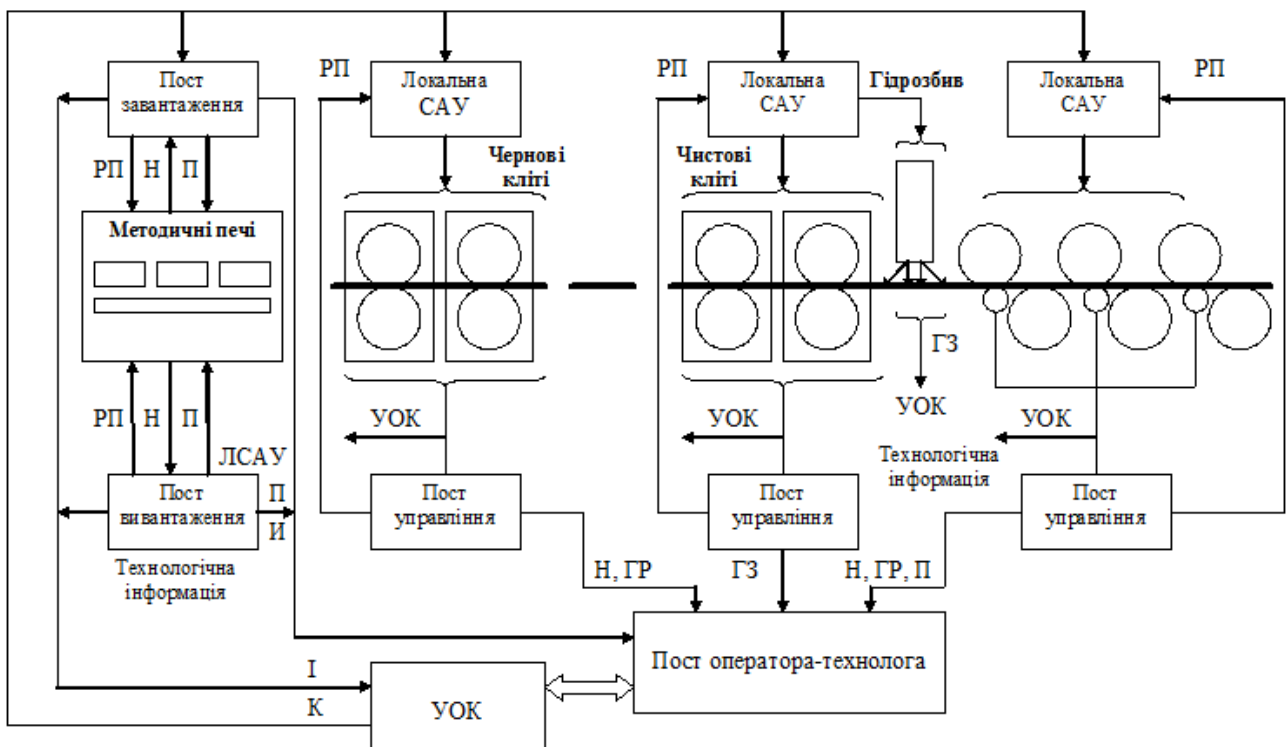 Пост
завантаження
РП
Локальна
САУ
РП
Локальна
САУ
Гідрозбив
Локальна
САУ
РП
РП
Н
П
Чернові
кліті
Чистові
кліті
Методичні печі
ГЗ
УОК
РП
Н
П
ЛСАУ
УОК
УОК
УОК
Технологічна
інформація
Пост
вивантаження
П
И
Пост
управління
Пост
управління
Пост
управління
Технологічна
інформація
Н, ГР
ГЗ
Н, ГР, П
Пост оператора-технолога
І
К
УОК